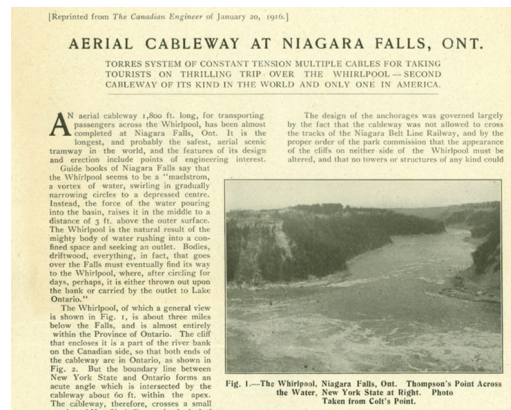 [Reprinted from The Canadian Engineer of January 20, 1916.]
AERIAL CABLEWAY AT NIAGARA FALLS, ONT.
TORRES SYSTEM OF CONSTANT TENSION MULTIPLE CABLES FOR TAKING
TOURISTS ON THRILLING TRIP OVER THE WHIRLPOOL — SECOND
CABLEWAY OF ITS KIND IN THE WORLD AND ONLY ONE IN AMERICA.
AN aerial cableway 1,800 ft. long, for transporting
passengers across the Whirlpool, has been almost
completed at Niagara Falls, Ont. It is the
longest, and probably the safest, aerial scenic
tramway in the world, and the features of its design
and erection include points of engineering interest.
Guide books of Niagara Falls say that
the Whirlpool seems to be a "maelstrom,
a vortex of water, swirling in gradually
narrowing circles to a depressed centre.
Instead, the force of the water pouring
into the basin, raises it in the middle to a
distance of 3 ft. above the outer surface.
The Whirlpool is the natural result of the
mighty body of water rushing into a con-
fined space and seeking an outlet. Bodies,
driftwood, everything, in fact, that goes
over the Falls must eventually find its way
to the Whirlpool, where, after circling for
days, perhaps, it is either thrown out upon
the bank or carried by the outlet to Lake
Ontario."
The Whirlpool, of which a general view
is shown in Fig. 1, is about three miles
below the Falls, and is almost entirely
within the Province of Ontario. The cliff
that encloses it is a part of the river bank
on the Canadian side, so that both ends of
the cableway are in Ontario, as shown in
Fig. 2. But the boundary line between
New York State and Ontario forms an
acute angle which is intersected by the
cableway about 60 ft. within the apex.
The cableway, therefore, crosses a small
The design of the anchorages was governed largely
by the fact that the cableway was not allowed to cross
the tracks of the Niagara Belt Line Railway, and by the
proper order of the park commission that the appearance
of the cliffs on neither side of the Whirlpool must be
altered, and that no towers or structures of any kind could
Fig. 1.—The Whirlpool, Niagara Falls, Ont. Thompson's Point Across
the Water, New York State at Right. Photo
Taken from Colt's Point.